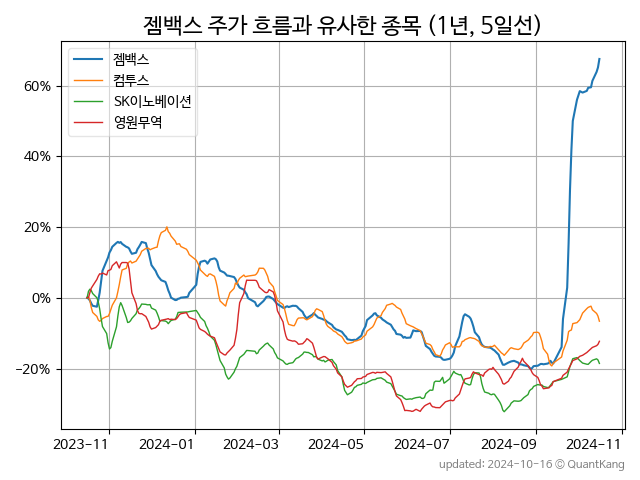 젬백스 주가 흐름과 유사한 종목 (1년, 5일선)
젬백스
컴투스
SK이노베이션
영원무역
60%
40%
20%
0%
−20%
2023-11 2024-01 2024-03 2024-05 2024-07 2024-09 2024-11
updated: 2024-10-16 © QuantKang